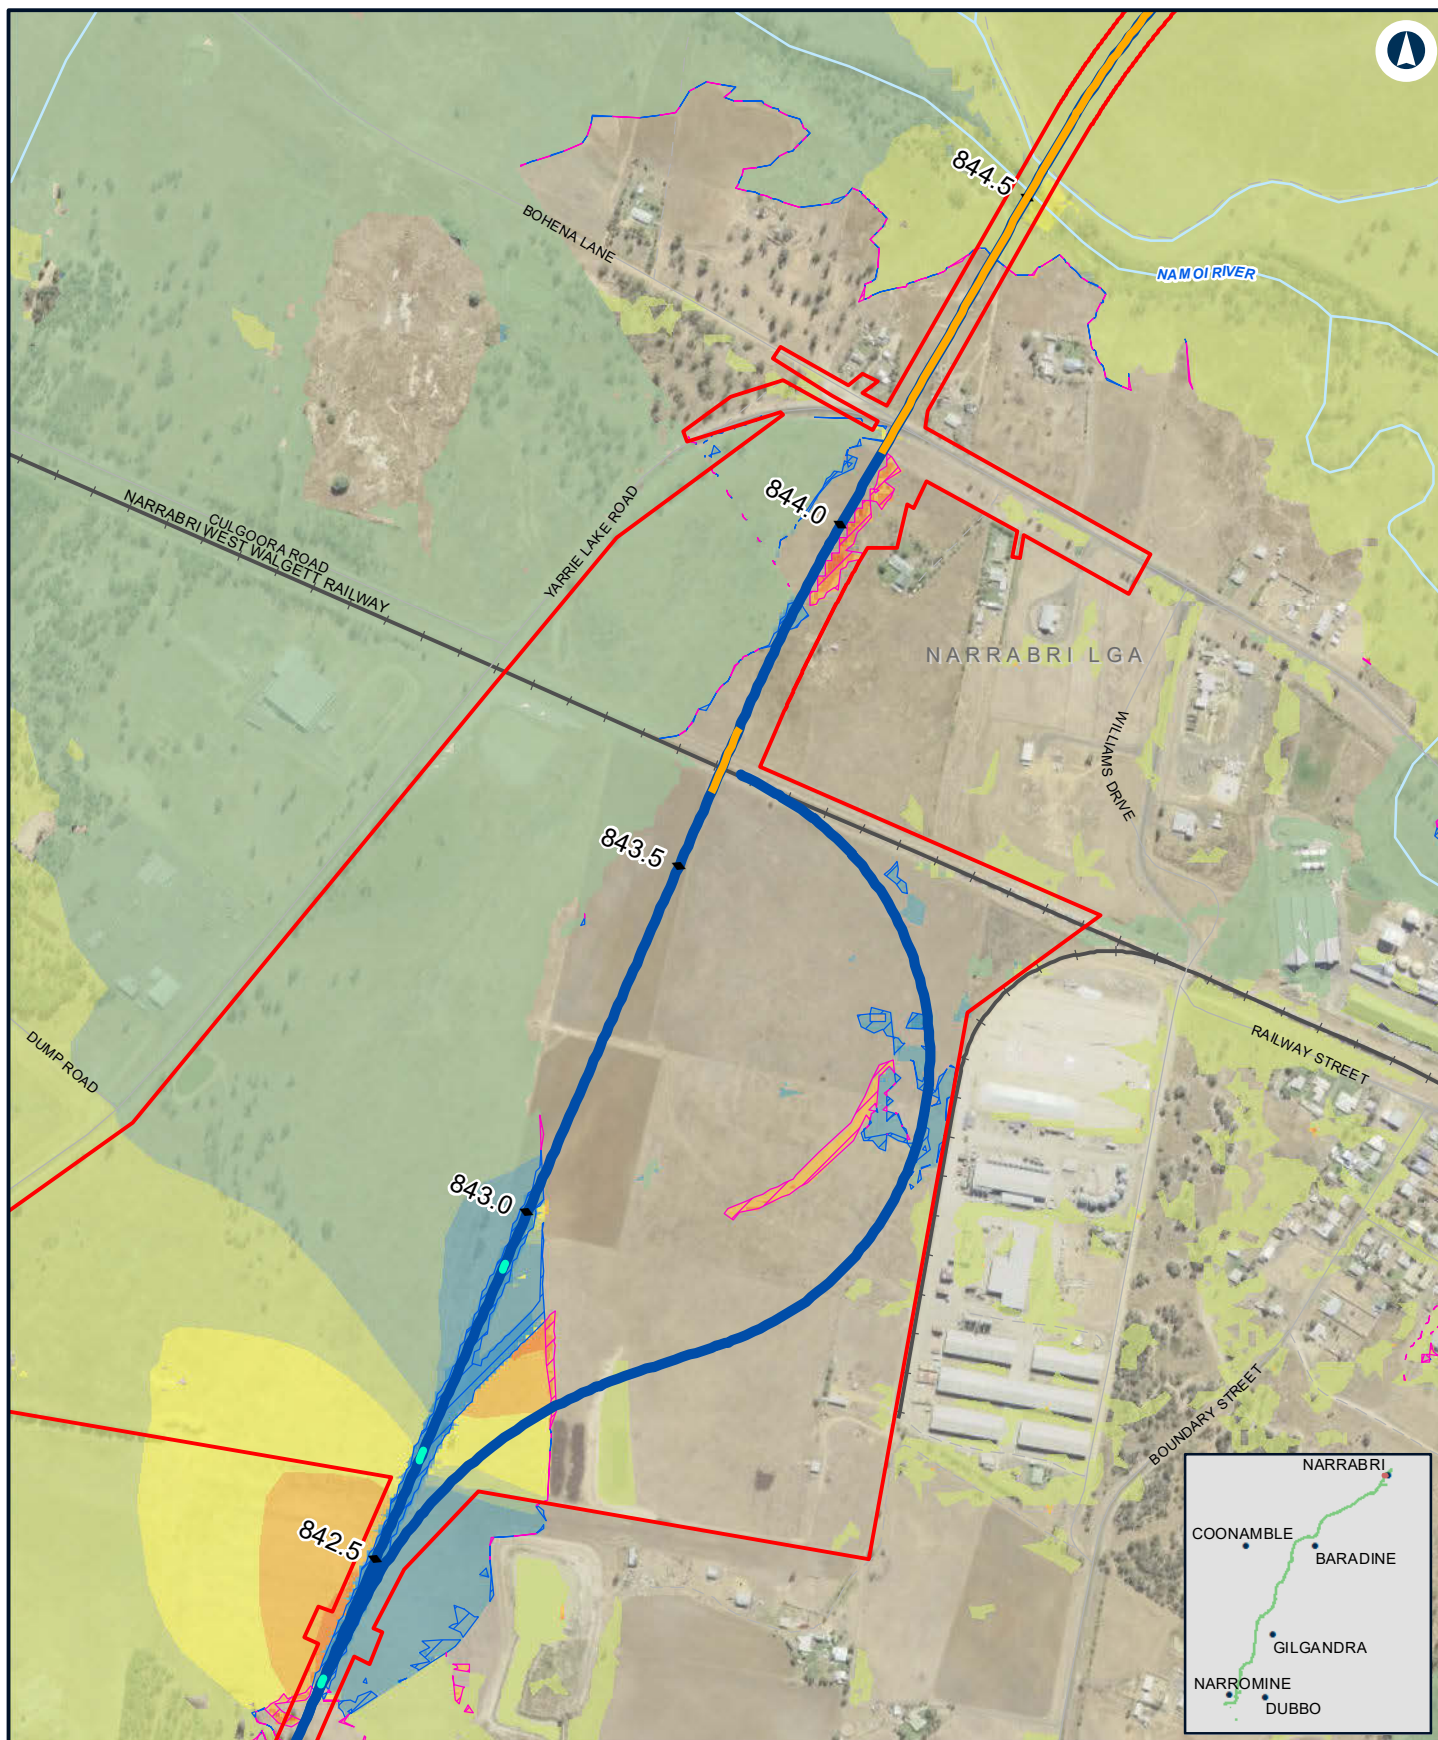 844.5
BOHENA LANE
NAMOI RIVER
844.0
CULGOORA ROAD
NARRABRI WEST WALGETT RAILWAY
YARRIE LAKE ROAD
NARRABRI LGA
WILLIAMS DRIVE
843.5
DUMP ROAD
RAILWAY STREET
843.0
BOUNDARY STREET
842.5
NARRABRI
COONAMBLE
BARADINE
GILGANDRA
NARROMINE
DUBBO